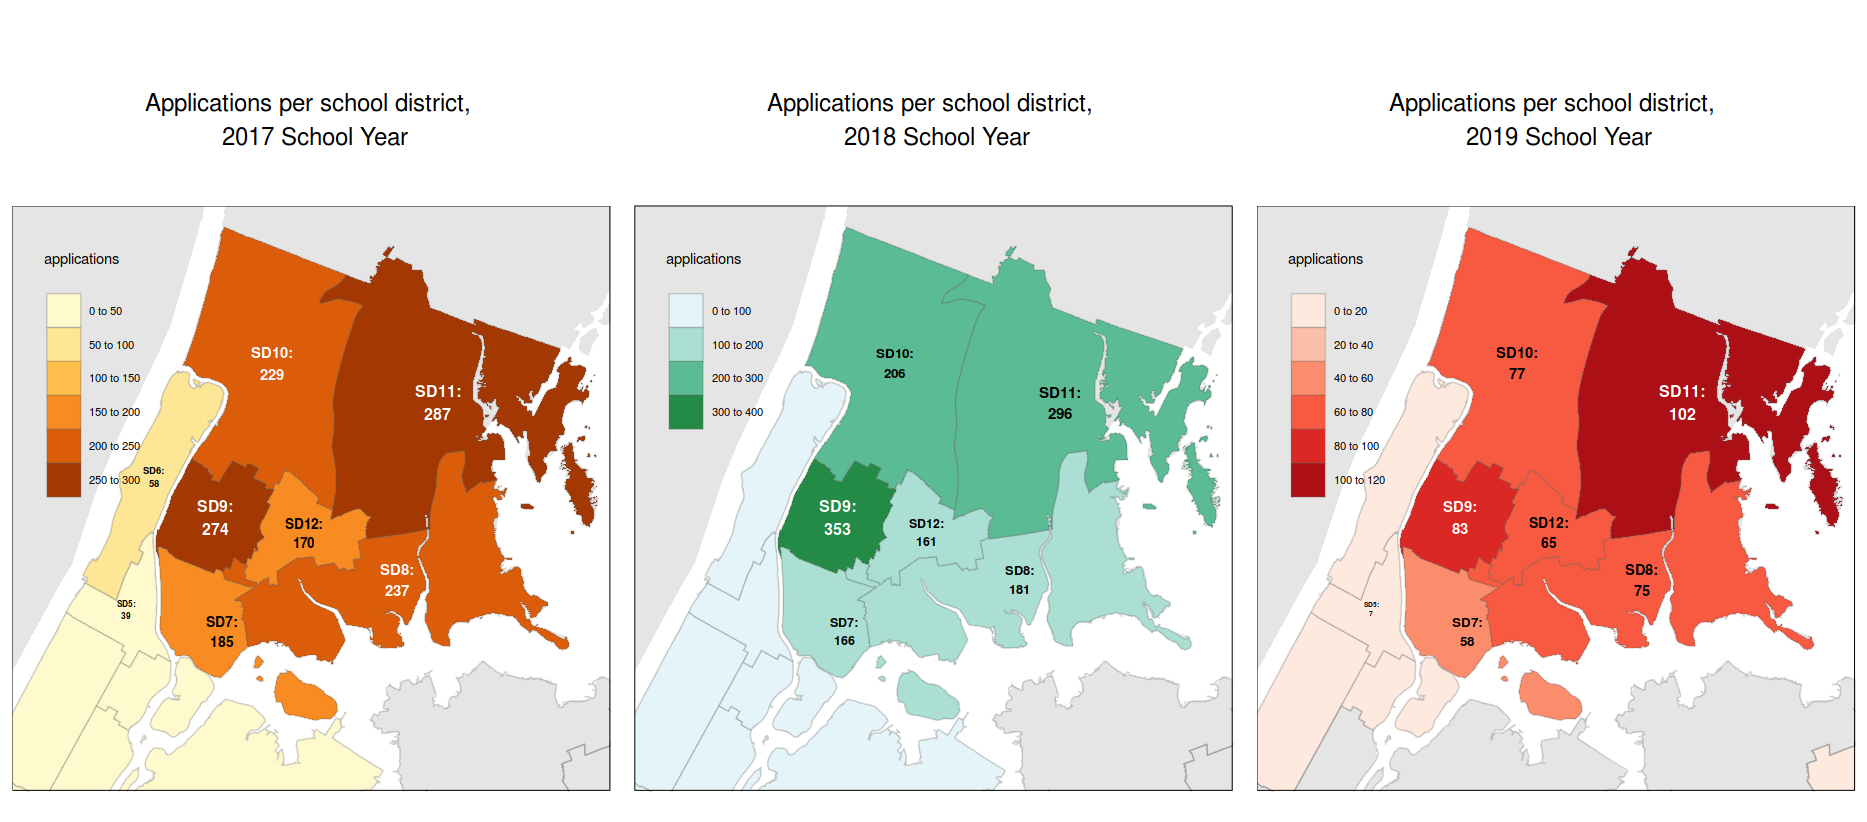 Applications per school district,
2017 School Year
applications
0 to 50
50 to 100
100 to 150
150 to 200
200 to 250
250 to 300
SD10:
229
SD11:
287
SD6:
58
SD9:
274
SD12:
170
SD8:
237
SD5:
39
SD7:
185
Applications per school district,
2018 School Year
applications
0 to 100
100 to 200
200 to 300
300 to 400
SD10:
206
SD11:
296
SD9:
353
SD12:
161
SD8:
181
SD7:
166
Applications per school district,
2019 School Year
applications
0 to 20
20 to 40
40 to 60
60 to 80
80 to 100
100 to 120
SD10:
77
SD11:
102
SD9:
83
SD12:
65
SD8:
75
SD5:
7
SD7:
58